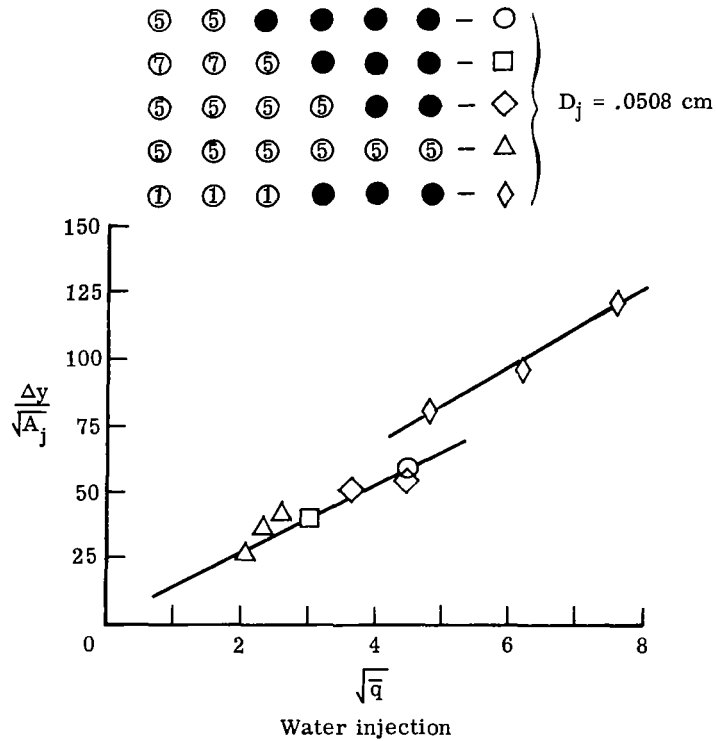 ⑤ ⑤ ● ● ● ● – ○
⑦ ⑦ ⑤ ● ● ● – □
⑤ ⑤ ⑤ ⑤ ● ● – ◇
⑤ ⑤ ⑤ ⑤ ⑤ ⑤ – △
① ① ① ● ● ● – ◊
D_j = .0508 cm
150
125
100
Δy
√A_j
75
50
25
0 2 4 6 8
√q̅
Water injection